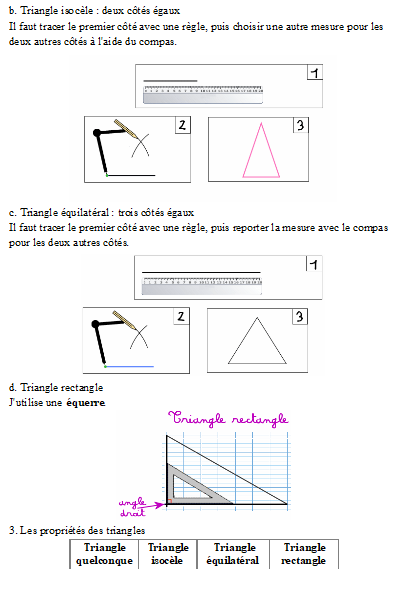 b. Triangle isocèle : deux côtés égaux
Il faut tracer le premier côté avec une règle, puis choisir une autre mesure pour les
deux autres côtés à l'aide du compas.
1
2
3
c. Triangle équilatéral : trois côtés égaux
Il faut tracer le premier côté avec une règle, puis reporter la mesure avec le compas
pour les deux autres côtés.
1
2
3
d. Triangle rectangle
J'utilise une équerre.
Triangle rectangle
angle
droit
3. Les propriétés des triangles
Triangle quelconque Triangle isocèle Triangle équilatéral Triangle rectangle